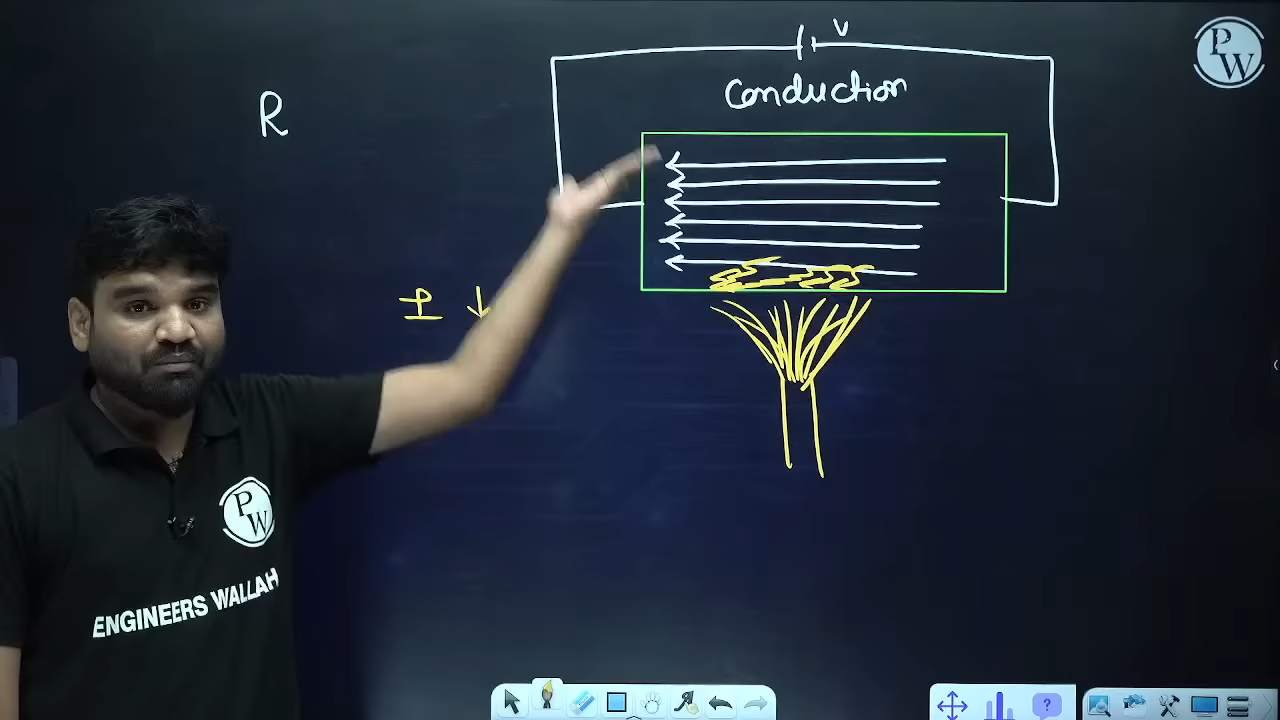 V
PW
Conduction
R
P ↓
PW
ENGINEERS WALLAH
?